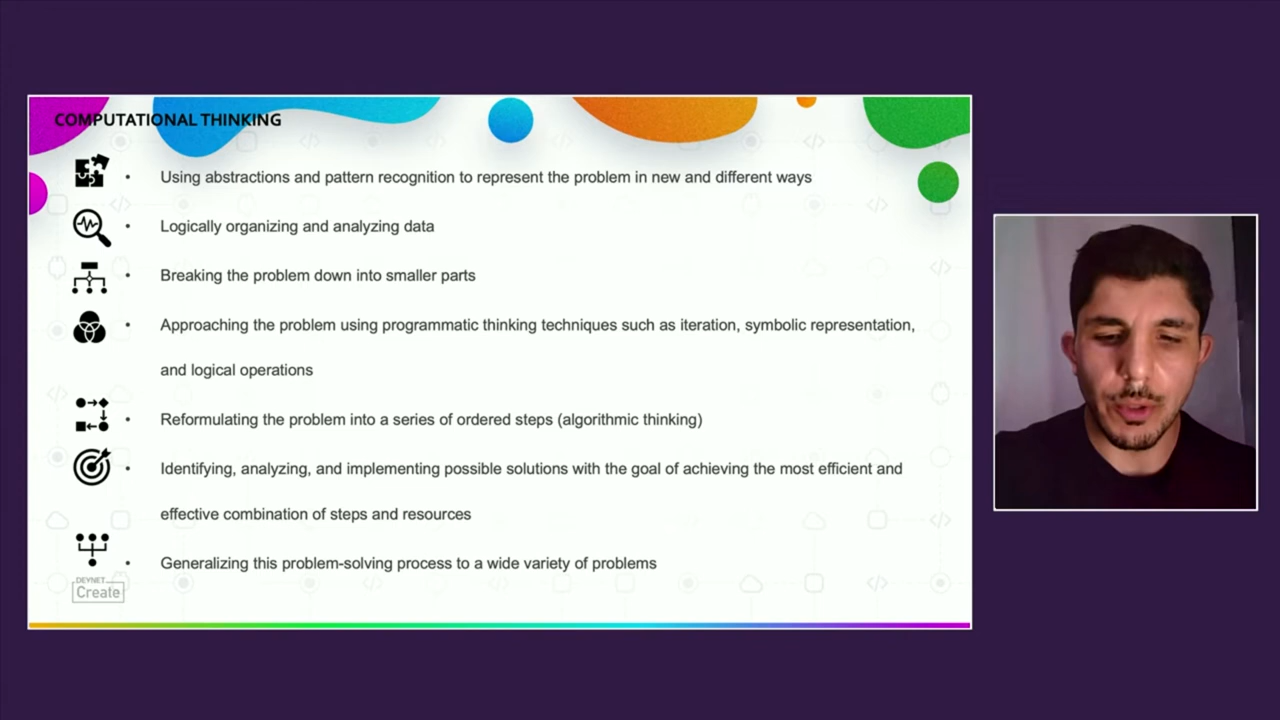 COMPUTATIONAL THINKING
• Using abstractions and pattern recognition to represent the problem in new and different ways
• Logically organizing and analyzing data
• Breaking the problem down into smaller parts
• Approaching the problem using programmatic thinking techniques such as iteration, symbolic representation,
and logical operations
• Reformulating the problem into a series of ordered steps (algorithmic thinking)
• Identifying, analyzing, and implementing possible solutions with the goal of achieving the most efficient and
effective combination of steps and resources
• Generalizing this problem-solving process to a wide variety of problems
DEVNET
Create